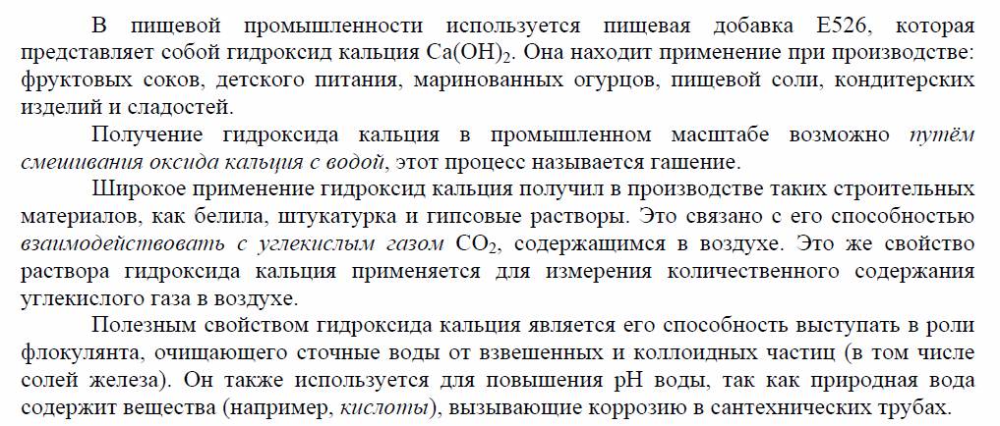 В пищевой промышленности используется пищевая добавка Е526, которая
представляет собой гидроксид кальция Ca(OH)₂. Она находит применение при производстве:
фруктовых соков, детского питания, маринованных огурцов, пищевой соли, кондитерских
изделий и сладостей.
Получение гидроксида кальция в промышленном масштабе возможно путём
смешивания оксида кальция с водой, этот процесс называется гашение.
Широкое применение гидроксид кальция получил в производстве таких строительных
материалов, как белила, штукатурка и гипсовые растворы. Это связано с его способностью
взаимодействовать с углекислым газом CO₂, содержащимся в воздухе. Это же свойство
раствора гидроксида кальция применяется для измерения количественного содержания
углекислого газа в воздухе.
Полезным свойством гидроксида кальция является его способность выступать в роли
флокулянта, очищающего сточные воды от взвешенных и коллоидных частиц (в том числе
солей железа). Он также используется для повышения pH воды, так как природная вода
содержит вещества (например, кислоты), вызывающие коррозию в сантехнических трубах.